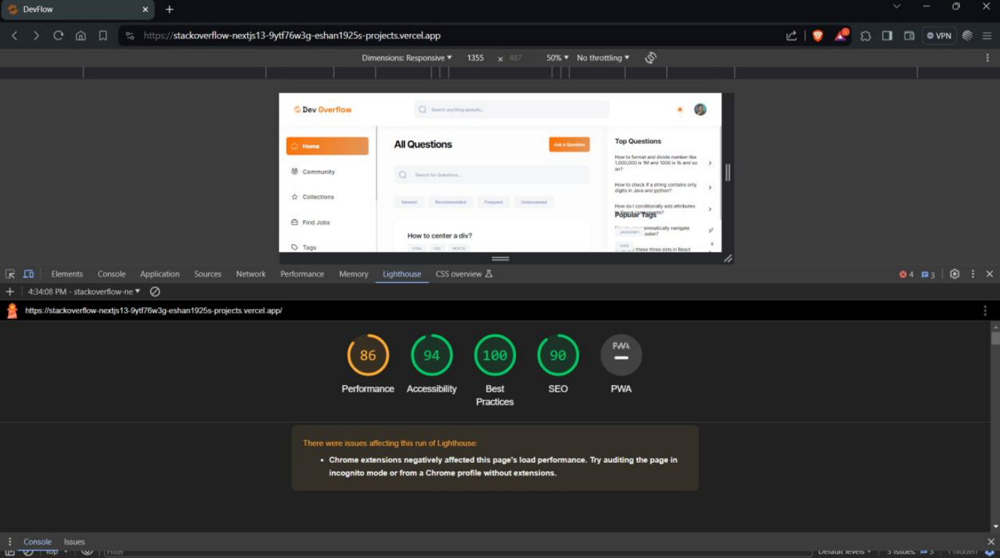 DevFlow
https://stackoverflow-nextjs13-9ytf76w3g-eshan1925s-projects.vercel.app
VPN
Dimensions: Responsive 1355 × 487 50% No throttling
Dev Overflow
Search anything globally...
Home
Community
Collections
Find Jobs
Tags
All Questions
Ask a Question
Search for Questions...
Newest Recommended Frequent Unanswered
How to center a div?
HTML CSS NEXTJS
Top Questions
How to format and divide number like
1,000,000 is 1M and 1000 is 1k and so
on?
How to check if a string contains only
digits in Java and python?
How do I conditionally add attributes
to React components?
Popular Tags
navigate
JAVASCRIPT
router?
these three dots in React
Elements Console Application Sources Network Performance Memory Lighthouse CSS overview 4 3
4:34:08 PM - stackoverflow-ne
https://stackoverflow-nextjs13-9ytf76w3g-eshan1925s-projects.vercel.app/
86 94 100 90 PWA
Performance Accessibility Best Practices SEO PWA
There were issues affecting this run of Lighthouse:
• Chrome extensions negatively affected this page's load performance. Try auditing the page in
incognito mode or from a Chrome profile without extensions.
Console Issues
top Filter Default levels 3 Issues: 3 1 hidden